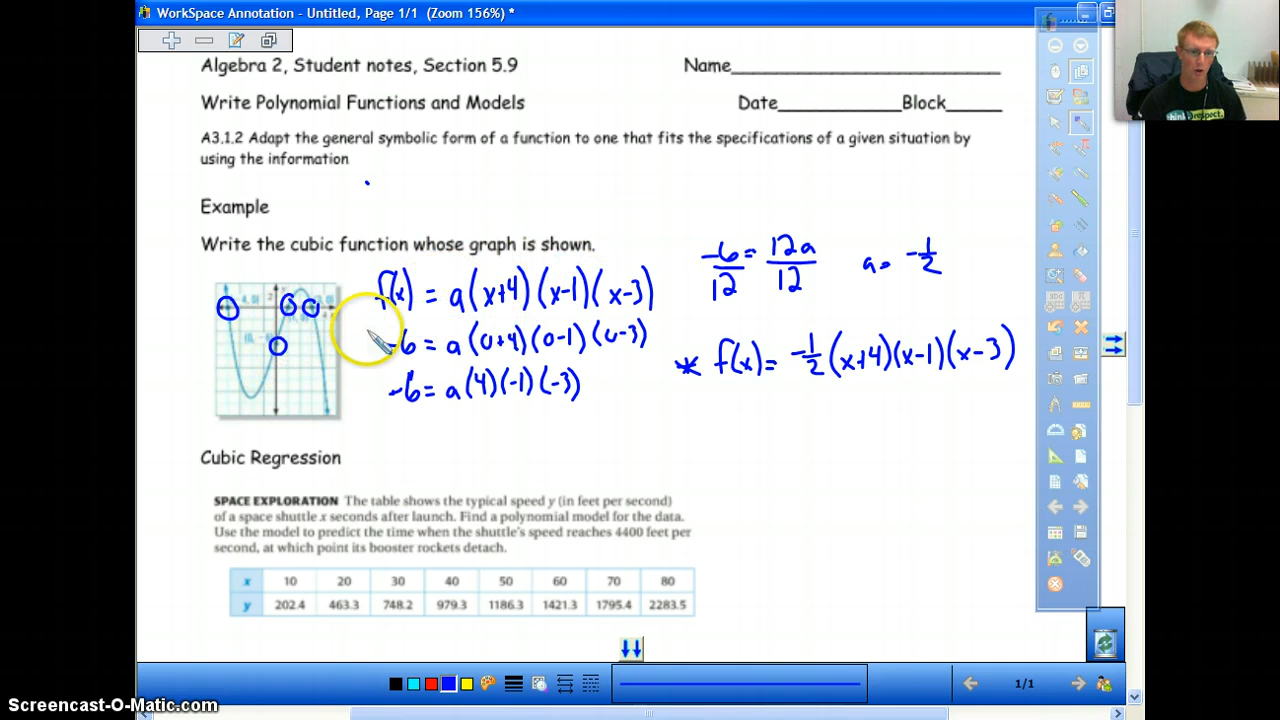 WorkSpace Annotation - Untitled, Page 1/1 (Zoom 156%) *
Algebra 2, Student notes, Section 5.9 Name
Write Polynomial Functions and Models Date Block
A3.1.2 Adapt the general symbolic form of a function to one that fits the specifications of a given situation by
using the information
Example
Write the cubic function whose graph is shown.
f(x) = a(x+4)(x-1)(x-3)
-6 = a(0+4)(0-1)(0-3)
-6 = a(4)(-1)(-3)
-6/12 = 12a/12 a = -1/2
* f(x) = -1/2(x+4)(x-1)(x-3)
Cubic Regression
SPACE EXPLORATION The table shows the typical speed y (in feet per second)
of a space shuttle x seconds after launch. Find a polynomial model for the data.
Use the model to predict the time when the shuttle's speed reaches 4400 feet per
second, at which point its booster rockets detach.
x 10 20 30 40 50 60 70 80
y 202.4 463.3 748.2 979.3 1186.3 1421.3 1795.4 2283.5
1/1
Screencast-O-Matic.com